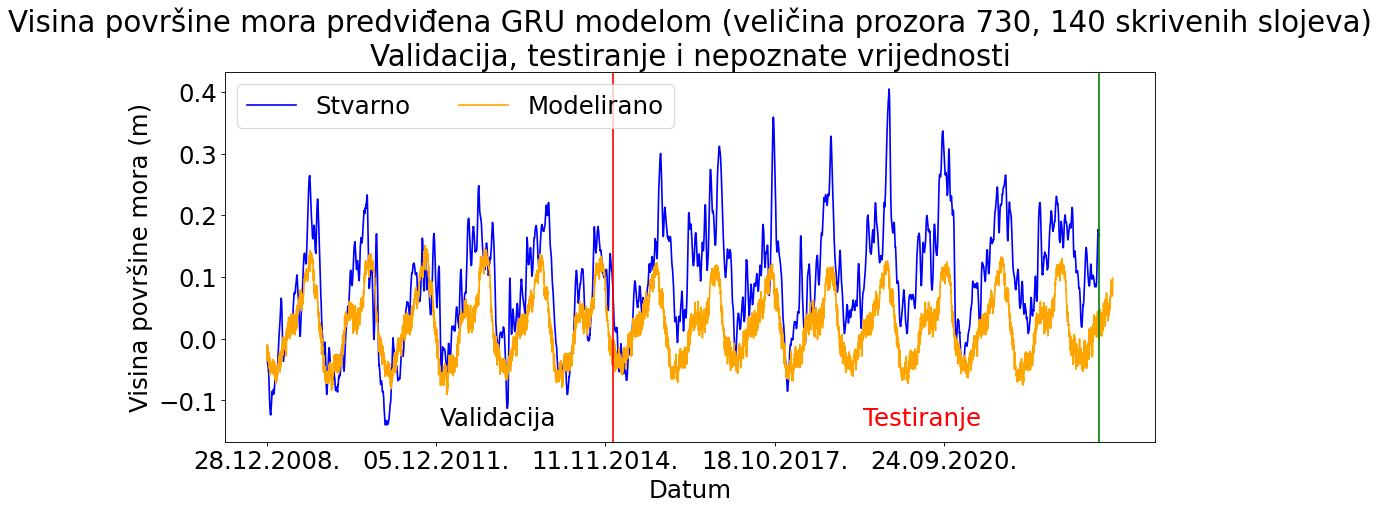 Visina površine mora predviđena GRU modelom (veličina prozora 730, 140 skrivenih slojeva)
Validacija, testiranje i nepoznate vrijednosti
Stvarno
Modelirano
Visina površine mora (m)
0.4
0.3
0.2
0.1
0.0
−0.1
Validacija
Testiranje
28.12.2008.
05.12.2011.
11.11.2014.
18.10.2017.
24.09.2020.
Datum